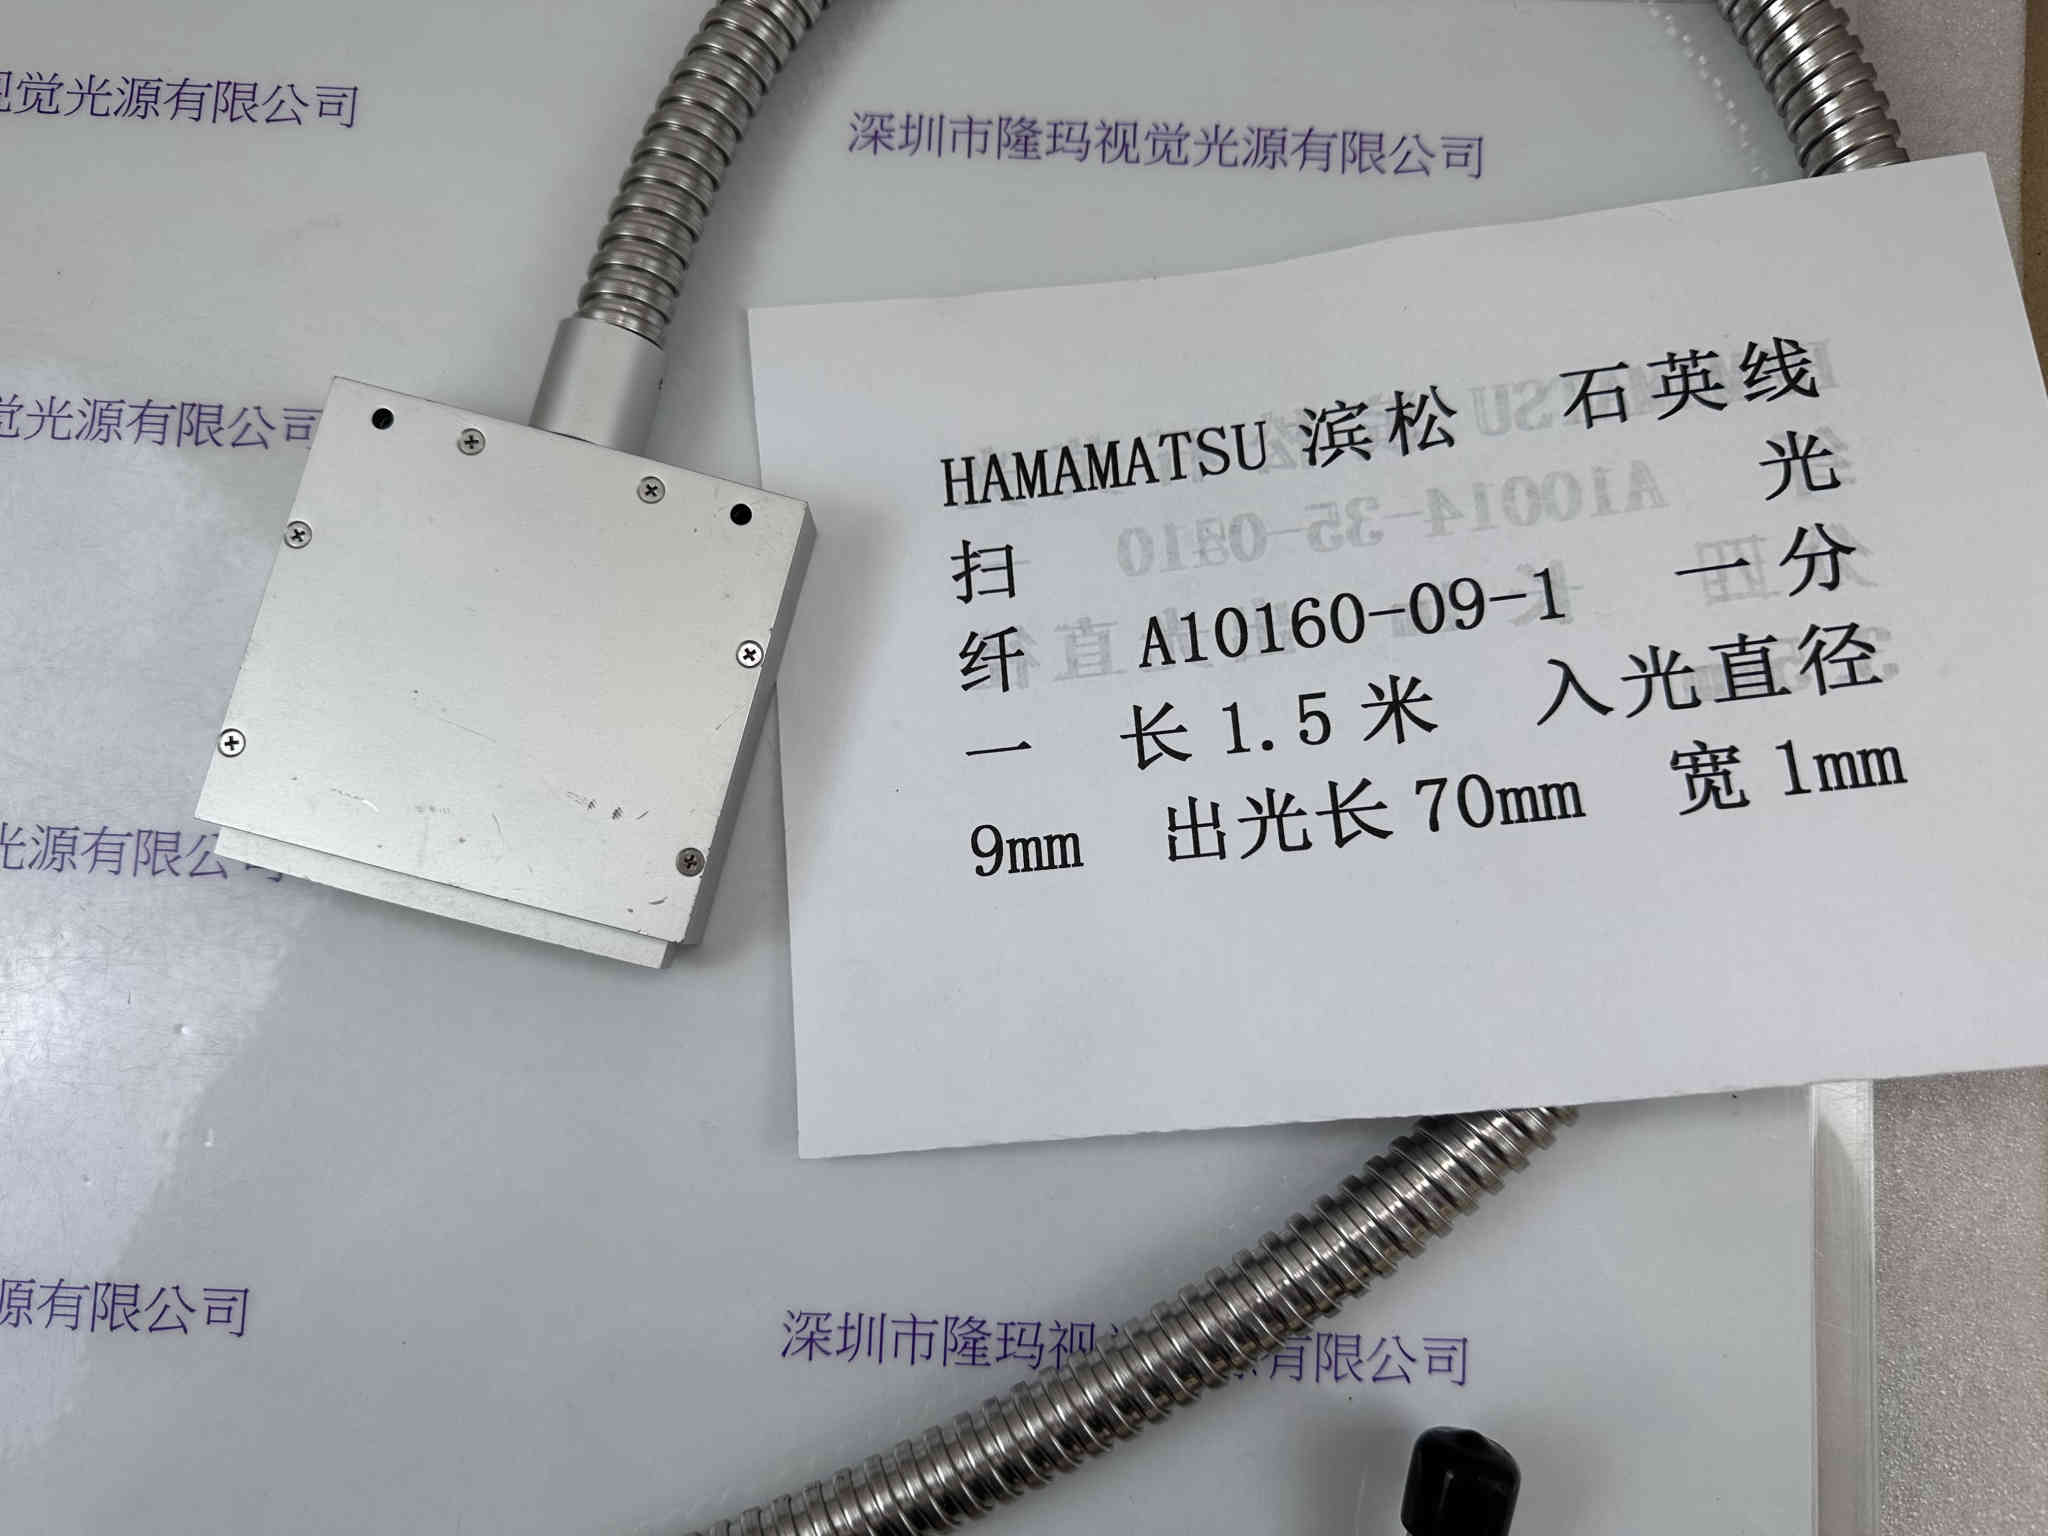 视觉光源有限公司
深圳市隆玛视觉光源有限公司
觉光源有限公司
HAMAMATSU 滨松 石英线
扫 光
纤 A10160-09-1 一分
一 长 1.5 米 入光直径
9mm 出光长 70mm 宽 1mm
光源有限公司
源有限公司
深圳市隆玛视 有限公司